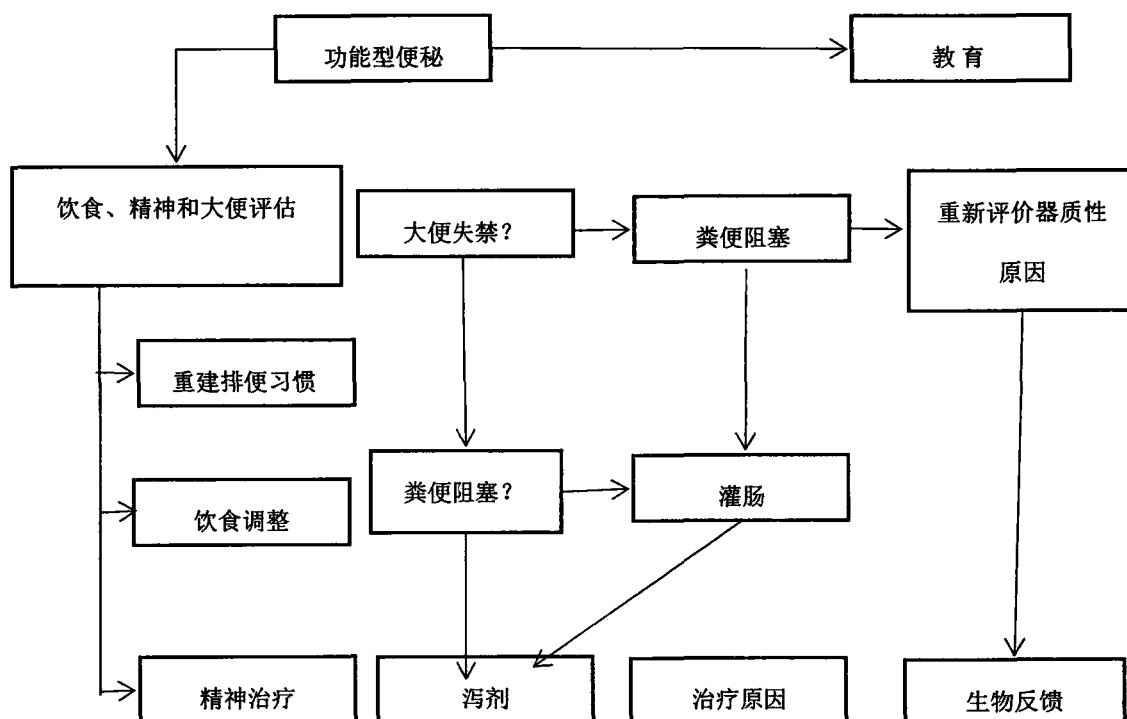 功能型便秘
教 育
饮食、精神和大便评估
大便失禁？
粪便阻塞
重新评价器质性
原因
重建排便习惯
粪便阻塞？
灌肠
饮食调整
精神治疗
泻剂
治疗原因
生物反馈